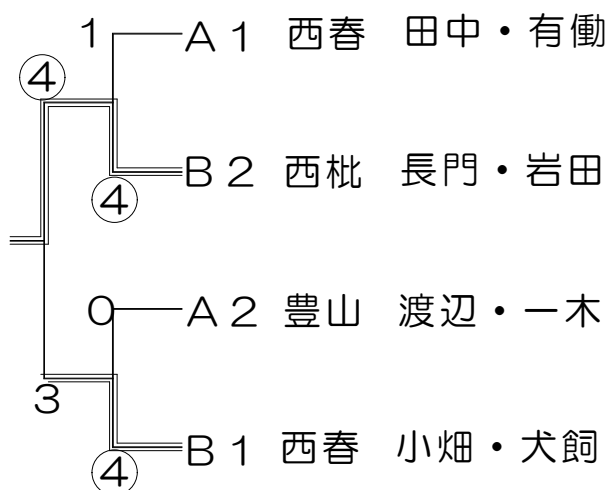 1 A1 西春 田中・有働
④
B2 西枇 長門・岩田
④
0 A2 豊山 渡辺・一木
3
B1 西春 小畑・犬飼
④